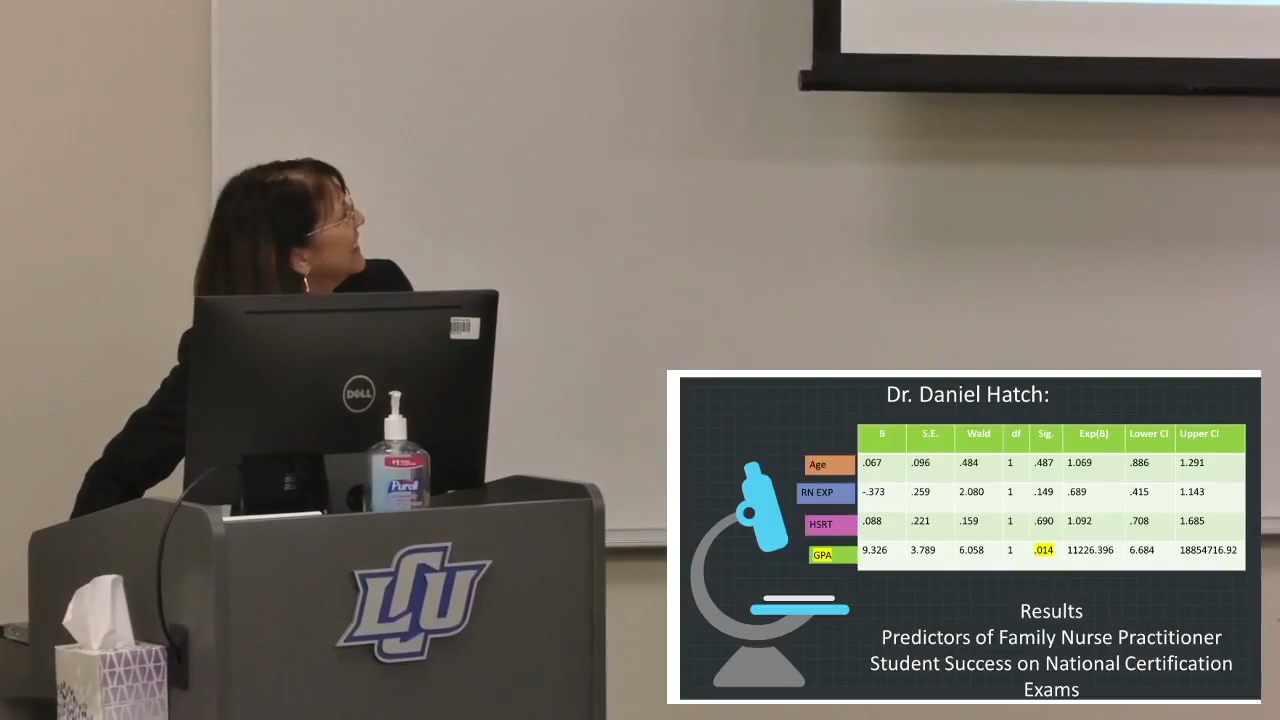 DELL
Purell
LCU
Dr. Daniel Hatch:
B S.E. Wald df Sig. Exp(B) Lower CI Upper CI
Age .067 .096 .484 1 .487 1.069 .886 1.291
RN EXP -.373 .259 2.080 1 .149 .689 .415 1.143
HSRT .088 .221 .159 1 .690 1.092 .708 1.685
GPA 9.326 3.789 6.058 1 .014 11226.396 6.684 18854716.92
Results
Predictors of Family Nurse Practitioner
Student Success on National Certification
Exams